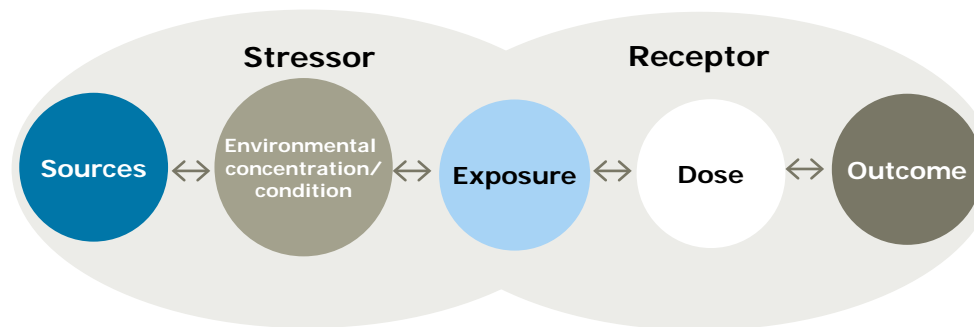 Stressor
Receptor
Sources
Environmental
concentration/
condition
Exposure
Dose
Outcome